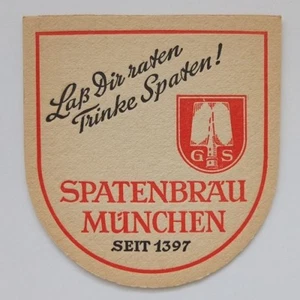 Laß Dir raten
Trinke Spaten!
G S
SPATENBRÄU
MÜNCHEN
SEIT 1397